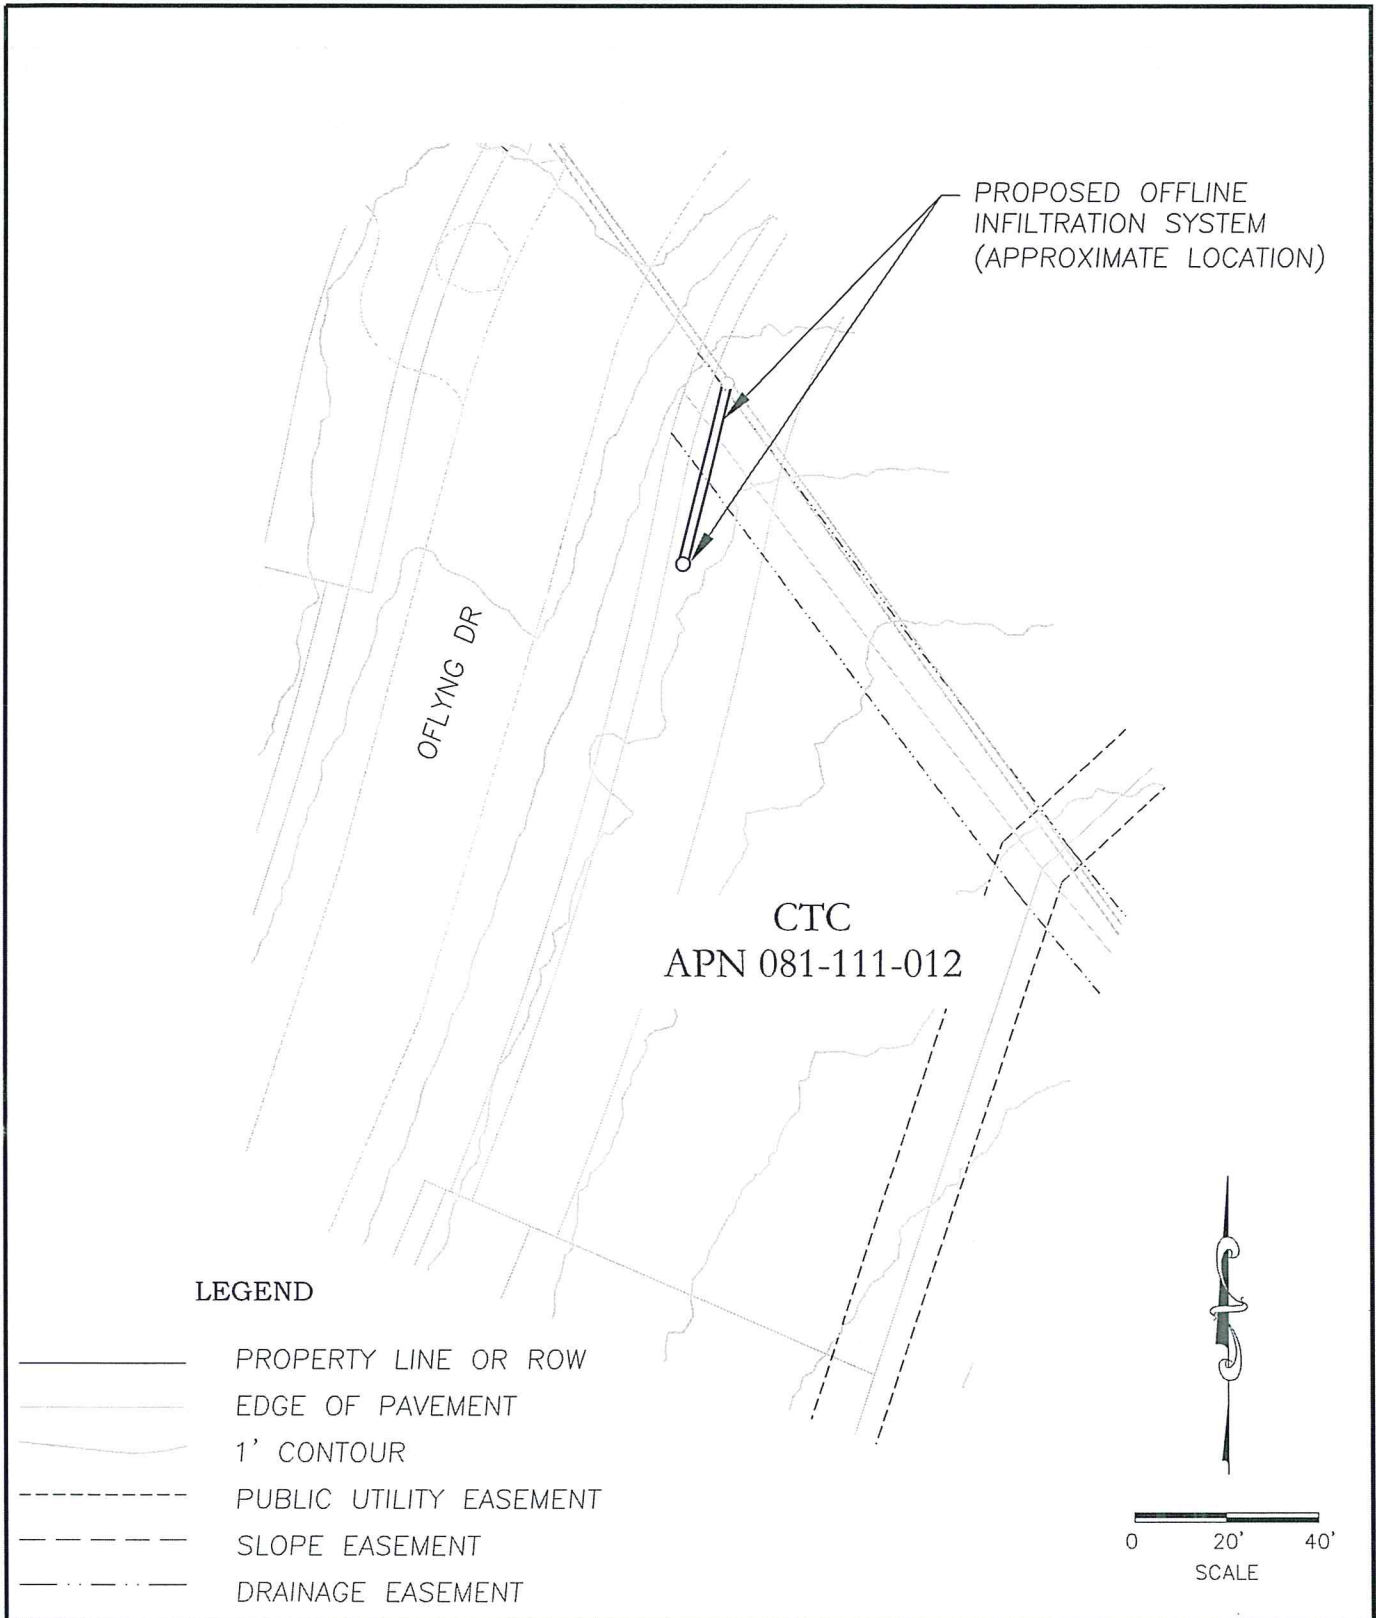 PROPOSED OFFLINE
INFILTRATION SYSTEM
(APPROXIMATE LOCATION)
OFLYNG DR
CTC
APN 081-111-012
LEGEND
PROPERTY LINE OR ROW
EDGE OF PAVEMENT
1' CONTOUR
PUBLIC UTILITY EASEMENT
SLOPE EASEMENT
DRAINAGE EASEMENT
0 20' 40'
SCALE